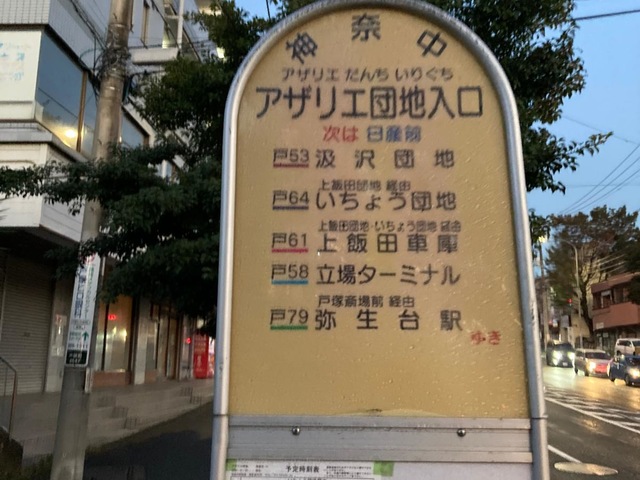 神奈中
アザリエ だんち いりぐち
アザリエ団地入口
次は 日産前
戸53 汲沢団地
上飯田団地 経由
戸64 いちょう団地
上飯田団地・いちょう団地 経由
戸61 上飯田車庫
戸58 立場ターミナル
戸塚斎場前 経由
戸79 弥生台駅
ゆき
予定時刻表